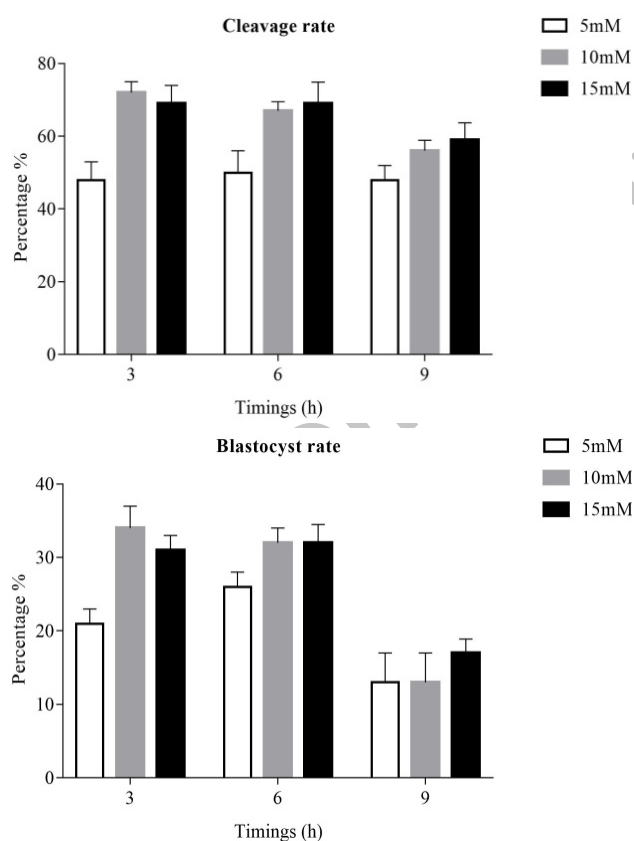 Cleavage rate
5mM
10mM
15mM
Percentage %
80
60
40
20
0
3 6 9
Timings (h)
Blastocyst rate
5mM
10mM
15mM
Percentage %
40
30
20
10
0
3 6 9
Timings (h)